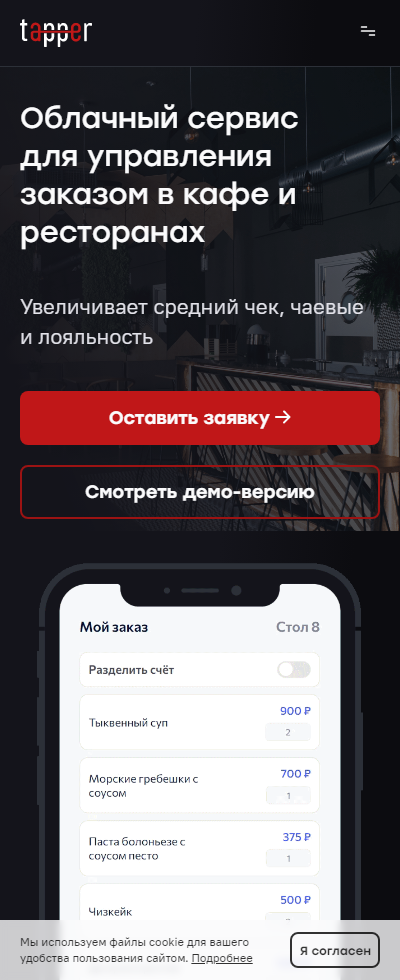 tapper
Облачный сервис
для управления
заказом в кафе и
ресторанах
Увеличивает средний чек, чаевые
и лояльность
Оставить заявку →
Смотреть демо-версию
Мой заказ Стол 8
Разделить счёт
900 ₽
Тыквенный суп
2
700 ₽
Морские гребешки с
соусом
1
375 ₽
Паста болоньезе с
соусом песто
1
500 ₽
Чизкейк
Мы используем файлы cookie для вашего
удобства пользования сайтом. Подробнее
Я согласен